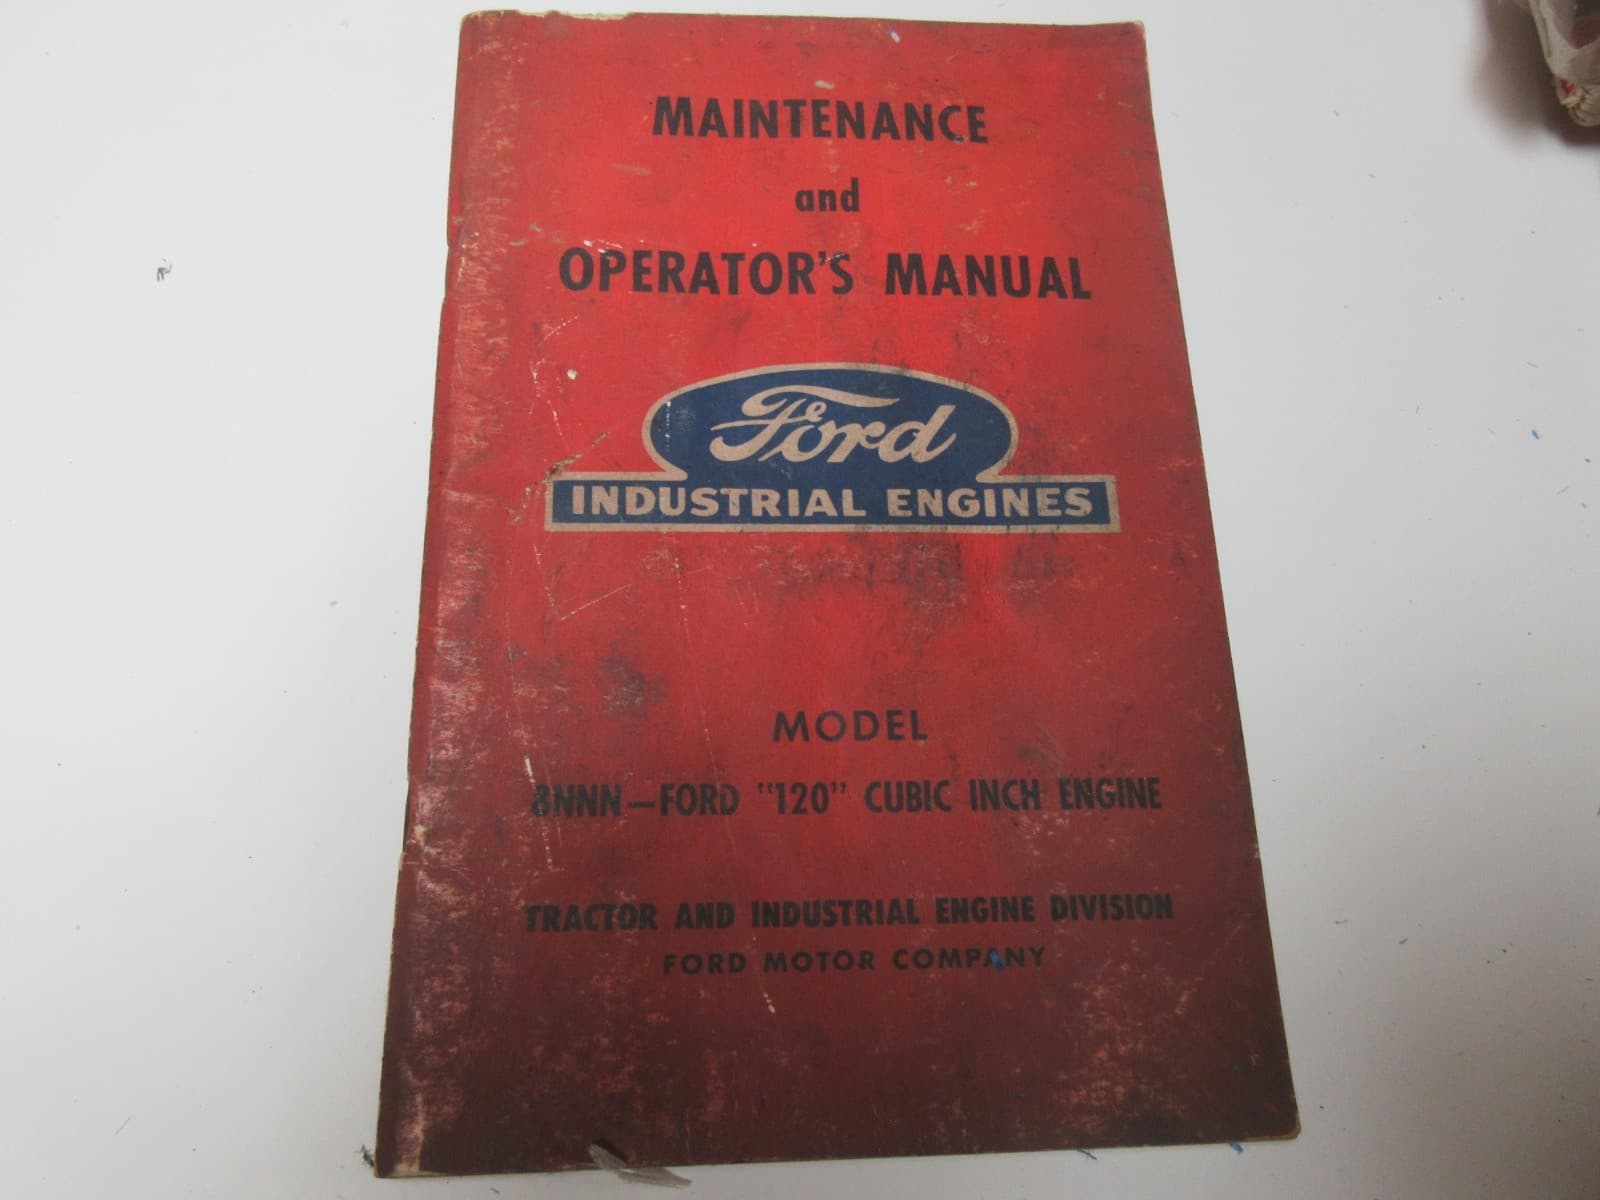 MAINTENANCE
and
OPERATOR'S MANUAL
Ford
INDUSTRIAL ENGINES
MODEL
8NNN—FORD "120" CUBIC INCH ENGINE
TRACTOR AND INDUSTRIAL ENGINE DIVISION
FORD MOTOR COMPANY